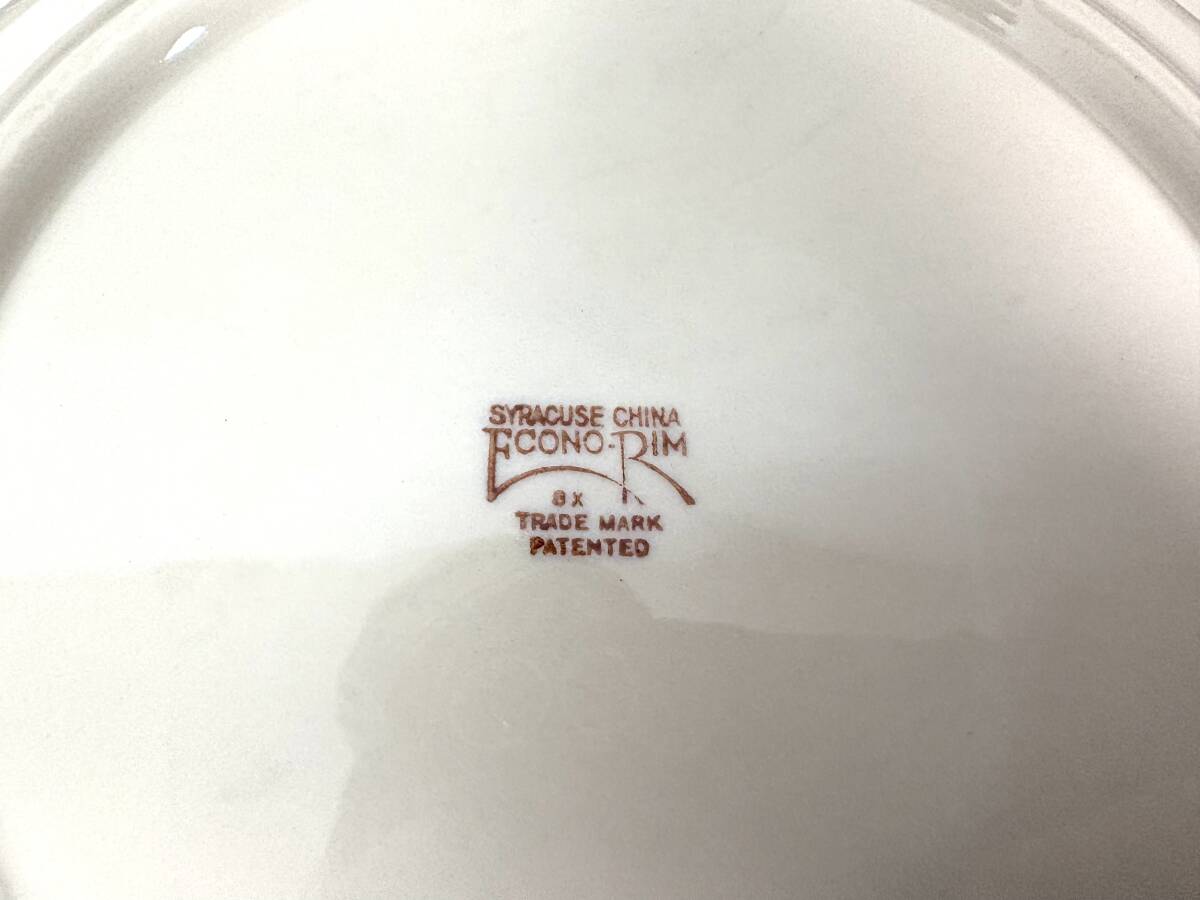 SYRACUSE CHINA
ECONO-RIM
8 X
TRADE MARK
PATENTED